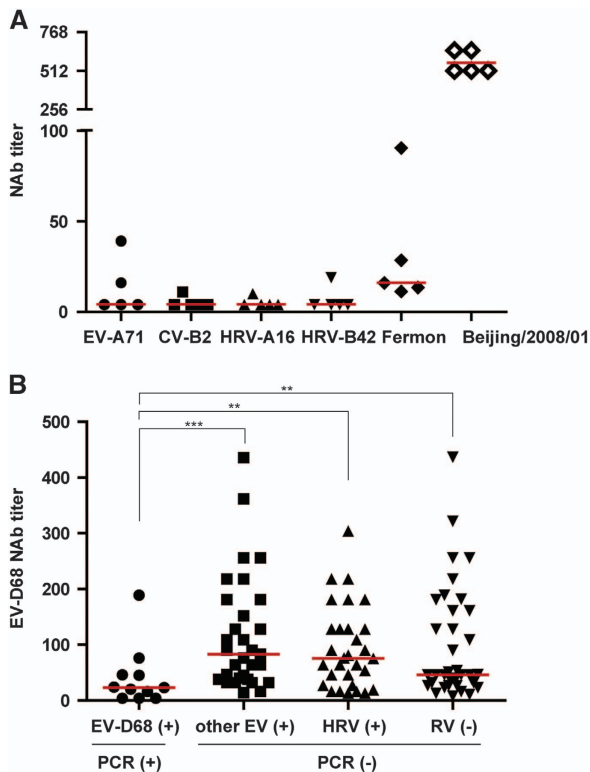 A
NAb titer
768
512
256
100
50
0
EV-A71 CV-B2 HRV-A16 HRV-B42 Fermon Beijing/2008/01
B
EV-D68 NAb titer
**
**
***
500
400
300
200
100
0
EV-D68 (+) other EV (+) HRV (+) RV (-)
PCR (+) PCR (-)